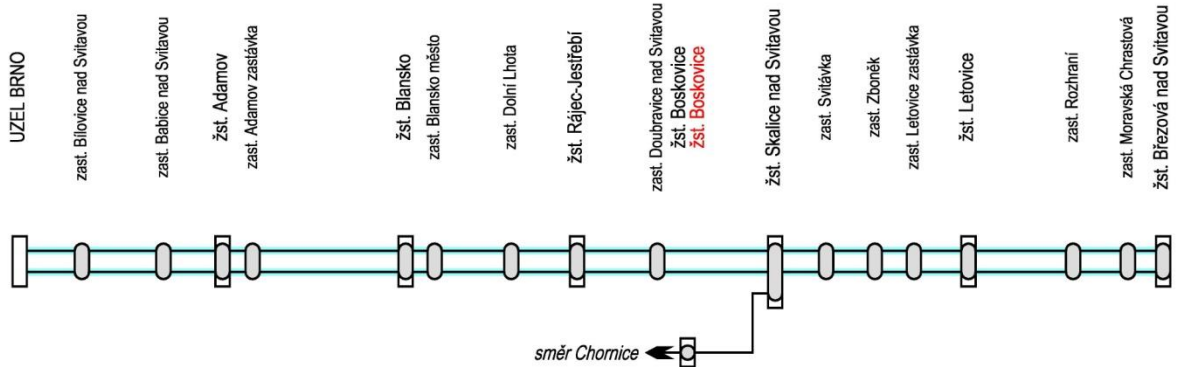 UZEL BRNO
zast. Bílovice nad Svitavou
zast. Babice nad Svitavou
žst. Adamov
zast. Adamov zastávka
žst. Blansko
zast. Blansko město
zast. Dolní Lhota
žst. Rájec-Jestřebí
zast. Doubravice nad Svitavou
žst. Boskovice
žst. Boskovice
žst. Skalice nad Svitavou
zast. Svitávka
zast. Zboněk
zast. Letovice zastávka
žst. Letovice
zast. Rozhraní
zast. Moravská Chrastová
žst. Březová nad Svitavou
směr Chornice